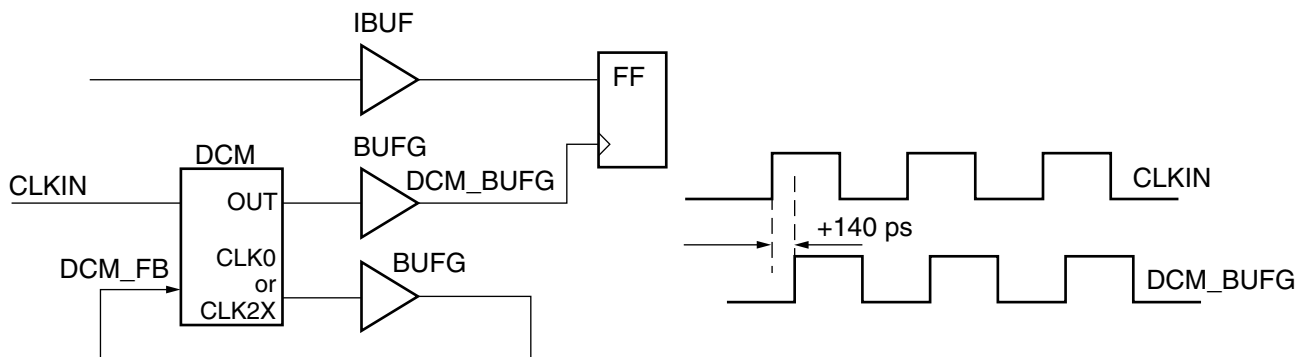 IBUF
FF
DCM
BUFG
CLKIN
OUT
DCM_BUFG
CLK0
or
CLK2X
DCM_FB
BUFG
CLKIN
+140 ps
DCM_BUFG